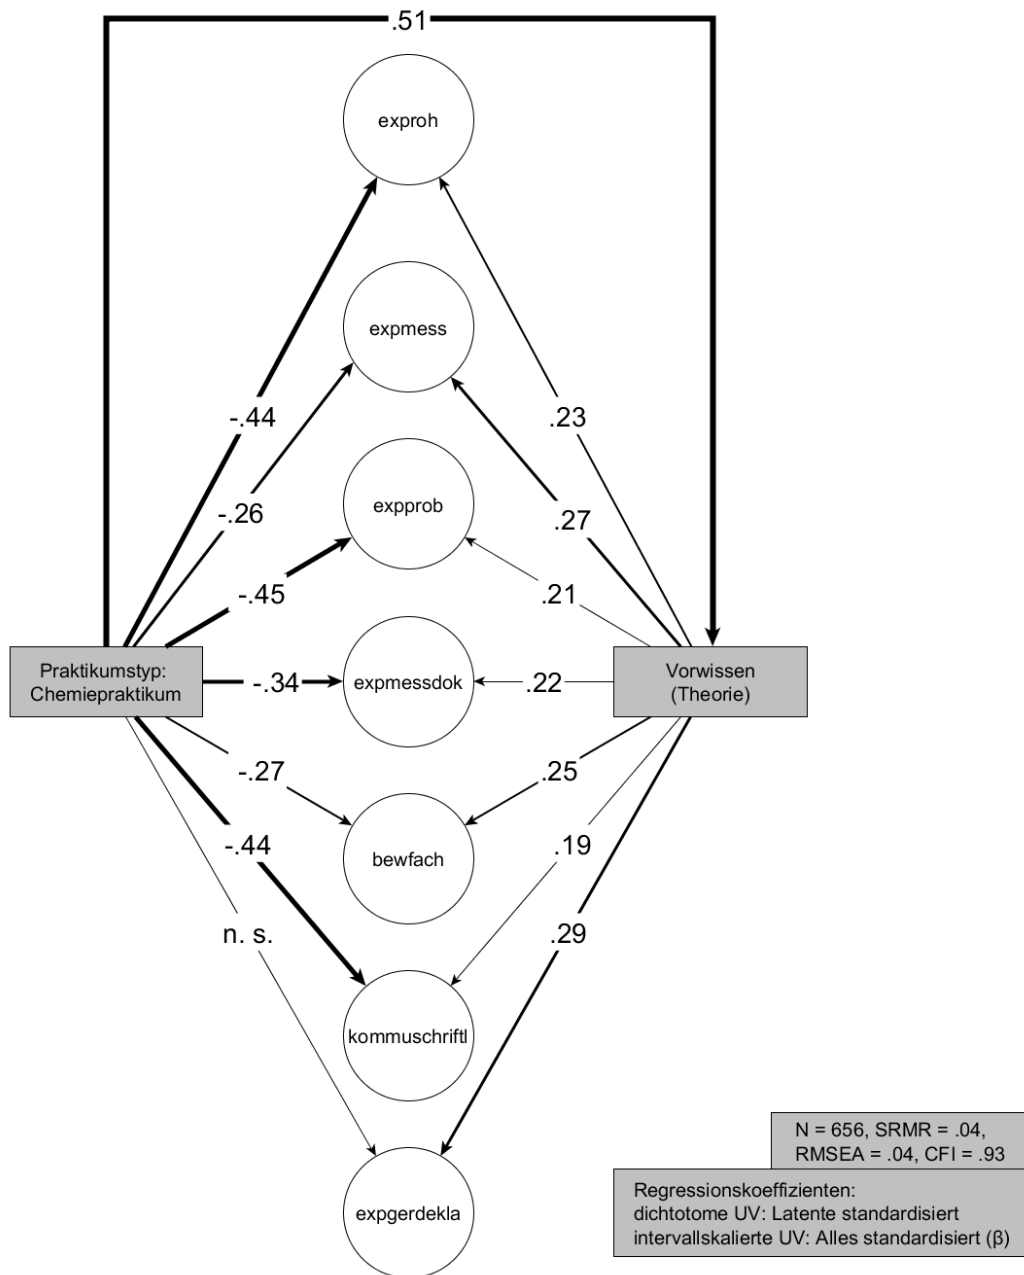 .51
exproh
expmess
-.44
.23
expprob
-.26
.27
-.45
.21
Praktikumstyp:
Chemiepraktikum
-.34
expmessdok
.22
Vorwissen
(Theorie)
-.27
.25
-.44
bewfach
.19
n. s.
.29
kommuschriftl
expgerdekla
N = 656, SRMR = .04,
RMSEA = .04, CFI = .93
Regressionskoeffizienten:
dichtotome UV: Latente standardisiert
intervallskalierte UV: Alles standardisiert (β)